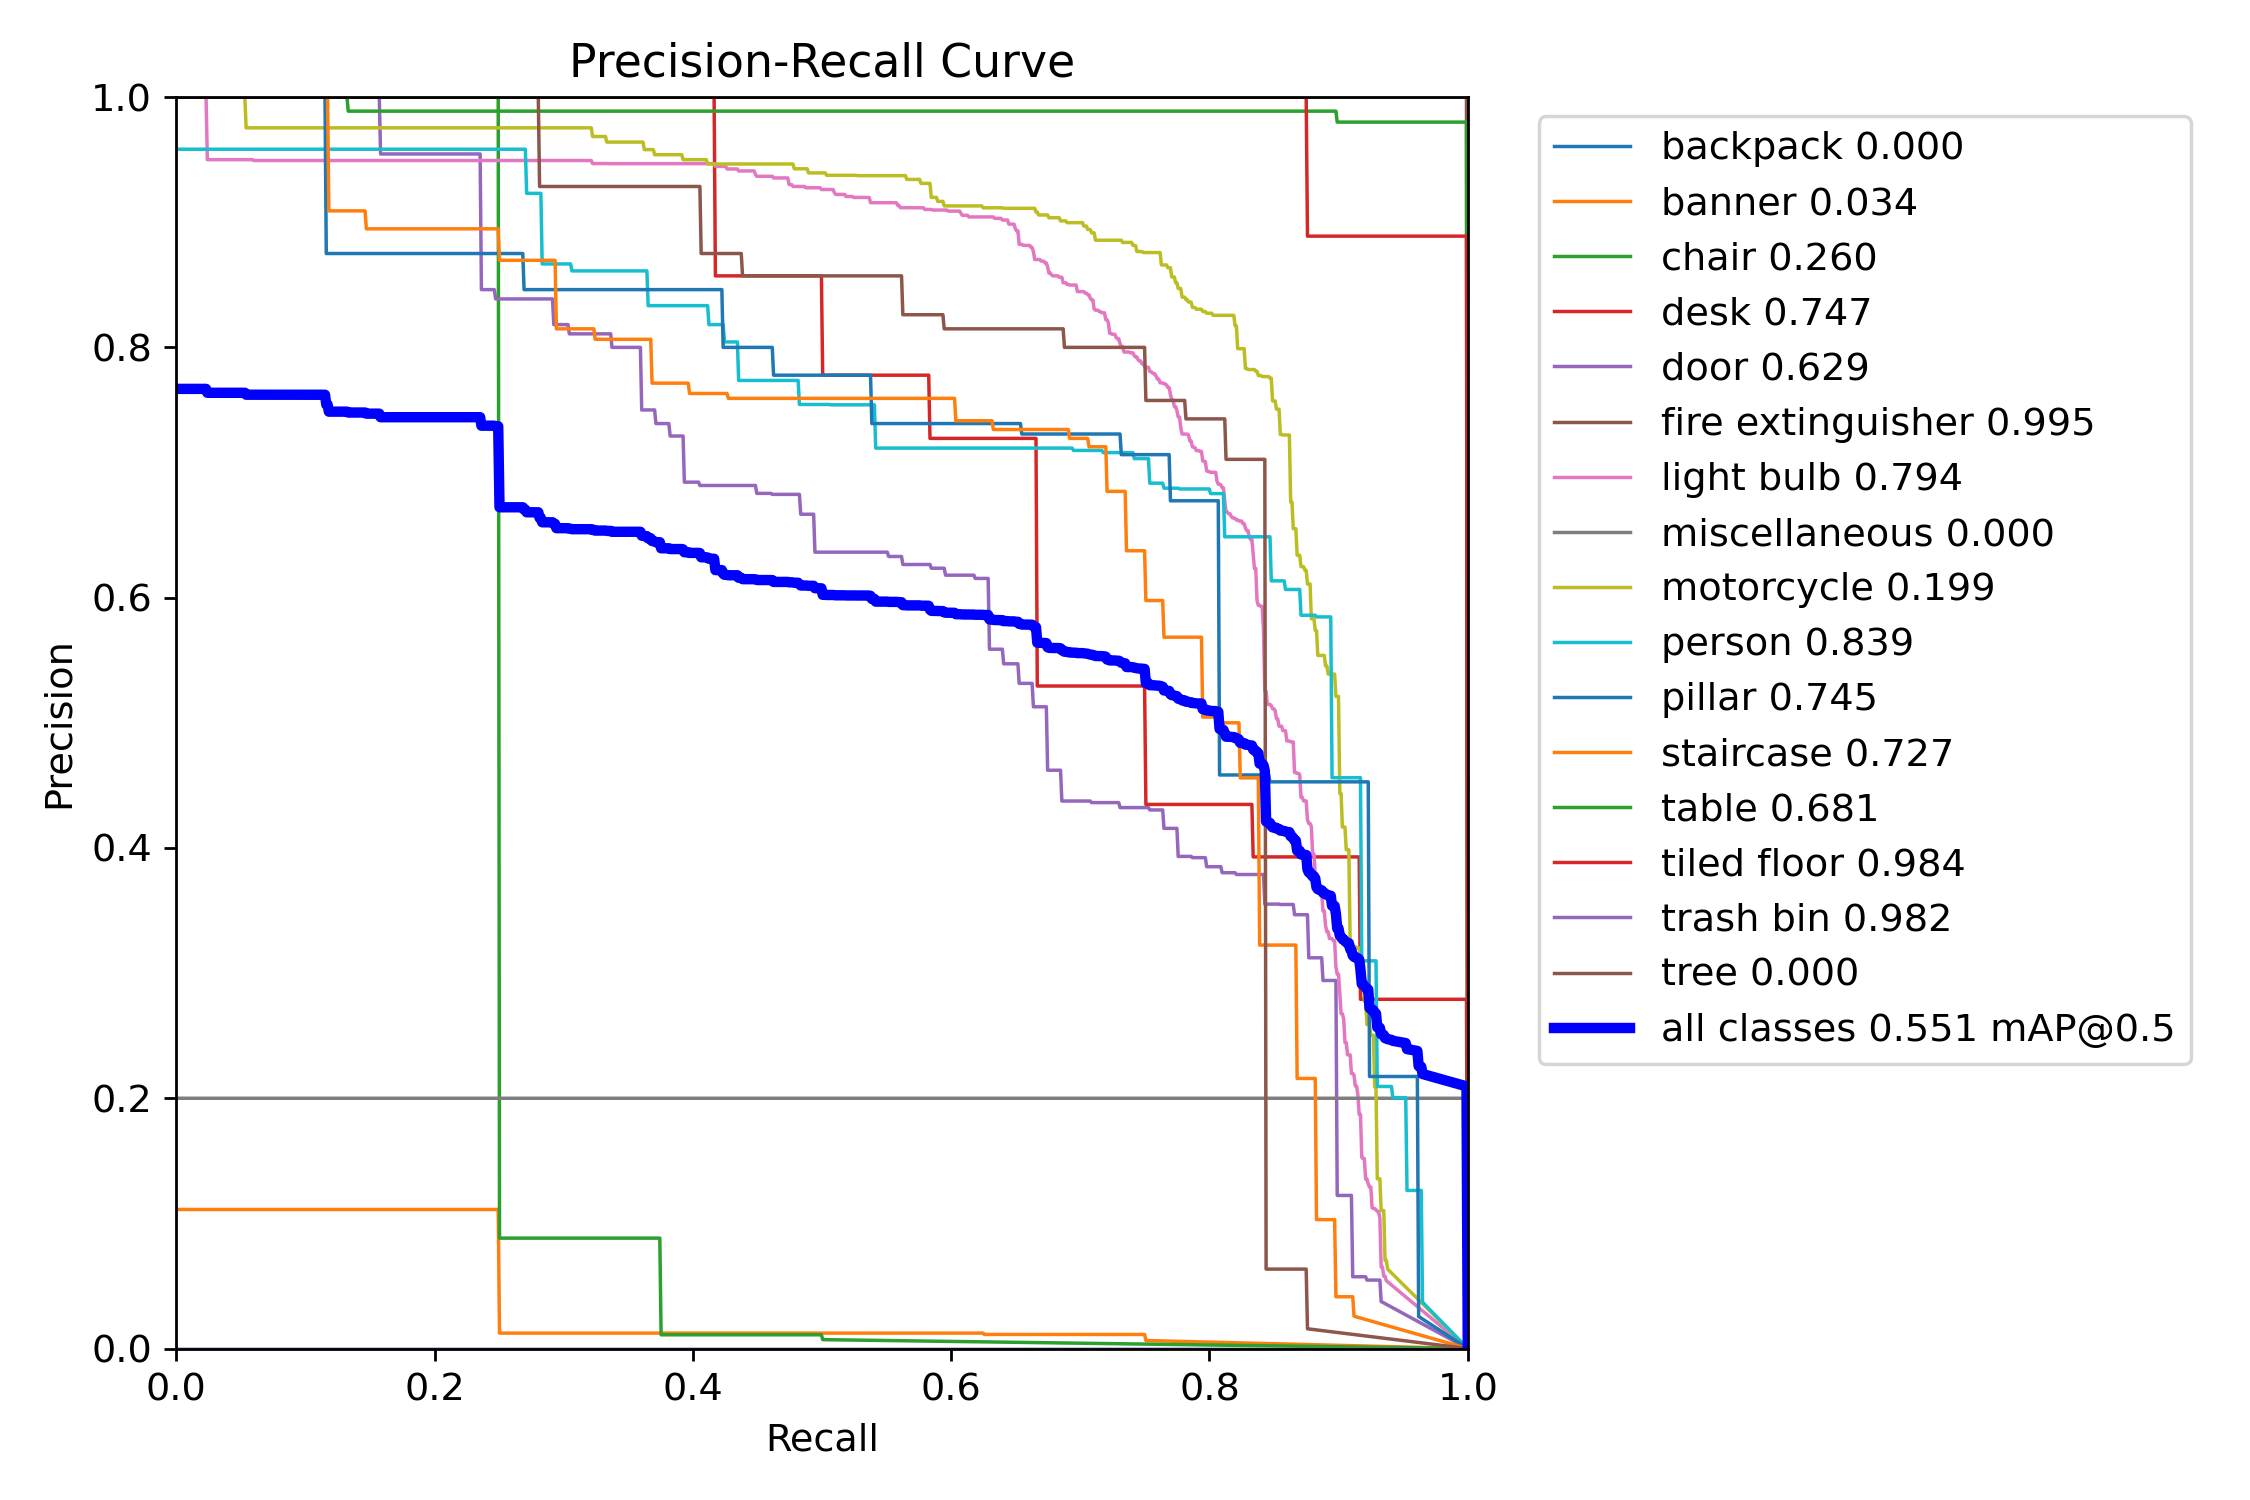 Precision-Recall Curve
1.0
0.8
0.6
0.4
0.2
0.0
Precision
0.0 0.2 0.4 0.6 0.8 1.0
Recall
backpack 0.000
banner 0.034
chair 0.260
desk 0.747
door 0.629
fire extinguisher 0.995
light bulb 0.794
miscellaneous 0.000
motorcycle 0.199
person 0.839
pillar 0.745
staircase 0.727
table 0.681
tiled floor 0.984
trash bin 0.982
tree 0.000
all classes 0.551 mAP@0.5